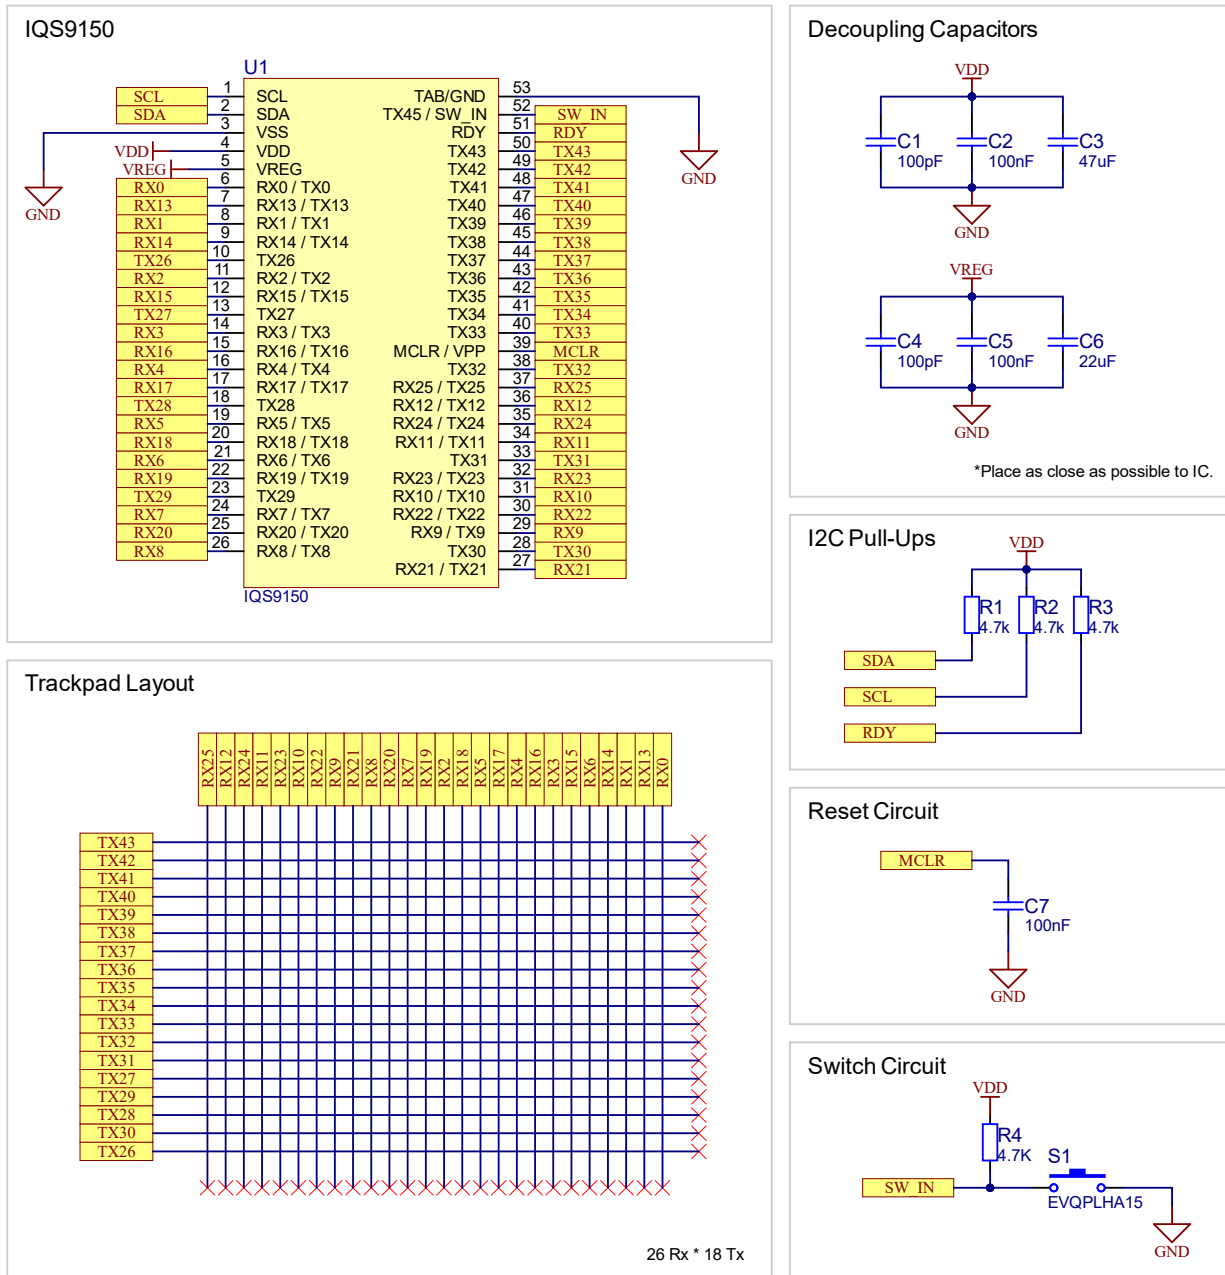 IQS9150
U1
SCL 1 SCL
SDA 2 SDA
3 VSS
VDD 4 VDD
VREG 5 VREG
RX0 6 RX0 / TX0
RX13 7 RX13 / TX13
RX1 8 RX1 / TX1
RX14 9 RX14 / TX14
TX26 10 TX26
RX2 11 RX2 / TX2
RX15 12 RX15 / TX15
TX27 13 TX27
RX3 14 RX3 / TX3
RX16 15 RX16 / TX16
RX4 16 RX4 / TX4
RX17 17 RX17 / TX17
TX28 18 TX28
RX5 19 RX5 / TX5
RX18 20 RX18 / TX18
RX6 21 RX6 / TX6
RX19 22 RX19 / TX19
TX29 23 TX29
RX7 24 RX7 / TX7
RX20 25 RX20 / TX20
RX8 26 RX8 / TX8
GND
TAB/GND 53
TX45 / SW_IN 52 SW_IN
RDY 51 RDY
TX43 50 TX43
TX42 49 TX42
TX41 48 TX41
TX40 47 TX40
TX39 46 TX39
TX38 45 TX38
TX37 44 TX37
TX36 43 TX36
TX35 42 TX35
TX34 41 TX34
TX33 40 TX33
MCLR / VPP 39 MCLR
TX32 38 TX32
RX25 / TX25 37 RX25
RX12 / TX12 36 RX12
RX24 / TX24 35 RX24
RX11 / TX11 34 RX11
TX31 33 TX31
RX23 / TX23 32 RX23
RX10 / TX10 31 RX10
RX22 / TX22 30 RX22
RX9 / TX9 29 RX9
TX30 28 TX30
RX21 / TX21 27 RX21
GND
IQS9150
Decoupling Capacitors
VDD
C1 C2 C3
100pF 100nF 47uF
GND
VREG
C4 C5 C6
100pF 100nF 22uF
GND
*Place as close as possible to IC.
I2C Pull-Ups
VDD
R1 R2 R3
4.7k 4.7k 4.7k
SDA
SCL
RDY
Trackpad Layout
RX25 RX12 RX24 RX11 RX23 RX10 RX22 RX9 RX21 RX8 RX20 RX7 RX19 RX2 RX18 RX5 RX17 RX4 RX16 RX3 RX15 RX6 RX14 RX1 RX13 RX0
TX43
TX42
TX41
TX40
TX39
TX38
TX37
TX36
TX35
TX34
TX33
TX32
TX31
TX27
TX29
TX28
TX30
TX26
26 Rx * 18 Tx
Reset Circuit
MCLR
C7
100nF
GND
Switch Circuit
VDD
R4
4.7K
S1
SW_IN
EVQPLHA15
GND